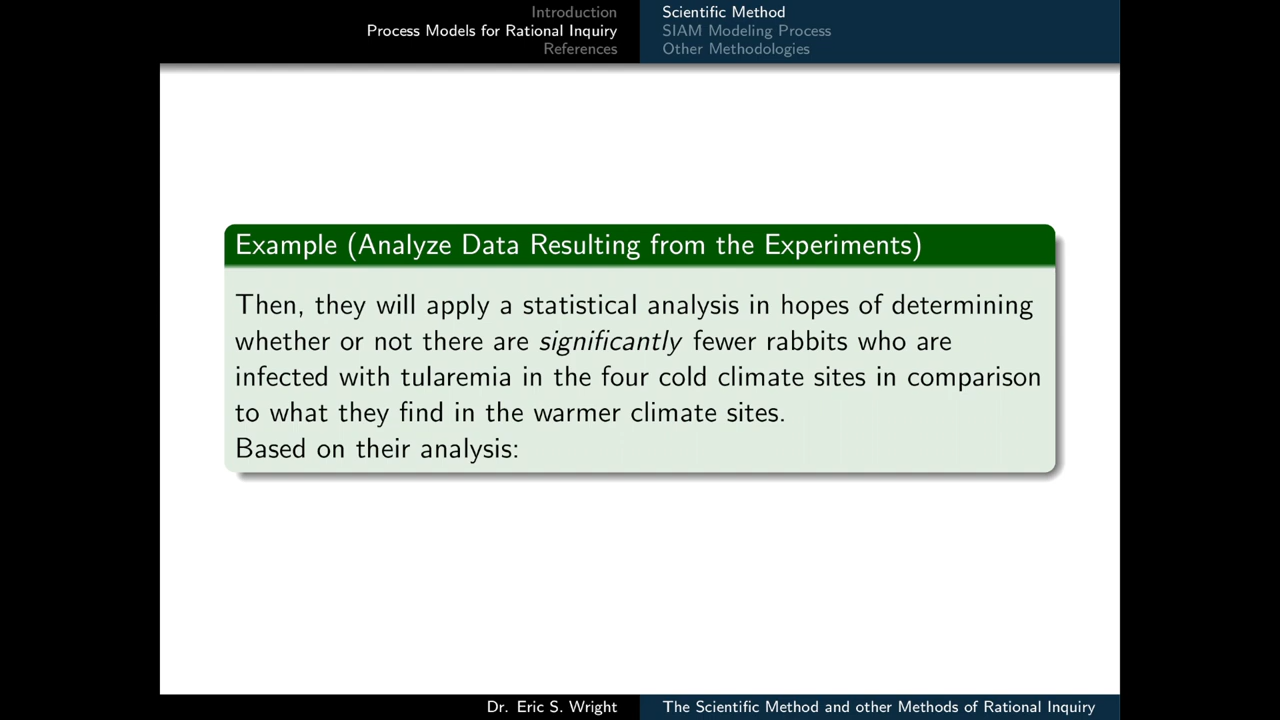 Introduction
Process Models for Rational Inquiry
References
Scientific Method
SIAM Modeling Process
Other Methodologies
Example (Analyze Data Resulting from the Experiments)
Then, they will apply a statistical analysis in hopes of determining
whether or not there are significantly fewer rabbits who are
infected with tularemia in the four cold climate sites in comparison
to what they find in the warmer climate sites.
Based on their analysis:
Dr. Eric S. Wright
The Scientific Method and other Methods of Rational Inquiry